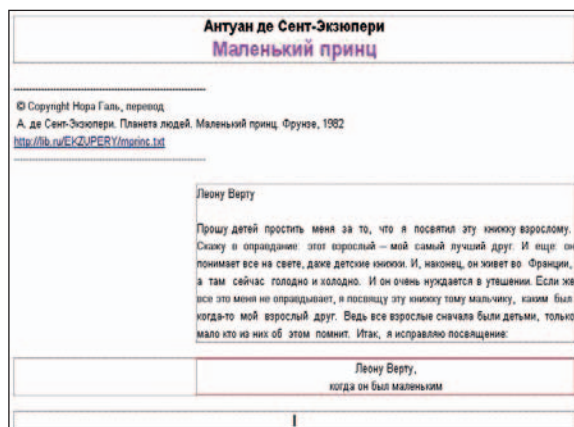 Антуан де Сент-Экзюпери
Маленький принц
--------------------------------------------------------------------------------
© Copyright Нора Галь, перевод
А. де Сент-Экзюпери. Планета людей. Маленький принц. Фрунзе, 1982
http://lib.ru/EKZUPERY/mprinc.txt
--------------------------------------------------------------------------------
Леону Верту
Прошу детей простить меня за то, что я посвятил эту книжку взрослому.
Скажу в оправдание: этот взрослый – мой самый лучший друг. И еще: он
понимает все на свете, даже детские книжки. И, наконец, он живет во Франции,
а там сейчас голодно и холодно. И он очень нуждается в утешении. Если же
все это меня не оправдывает, я посвящу эту книжку тому мальчику, каким был
когда-то мой взрослый друг. Ведь все взрослые сначала были детьми, только
мало кто из них об этом помнит. Итак, я исправляю посвящение:
Леону Верту,
когда он был маленьким
I